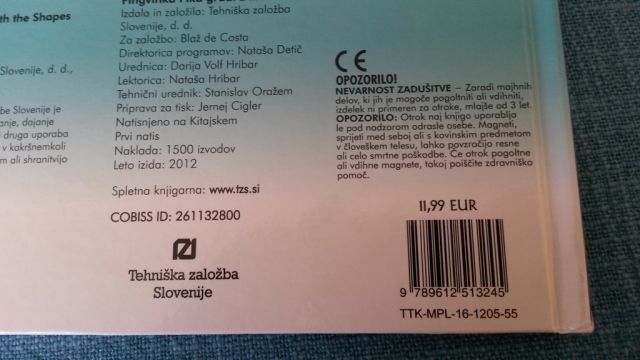 th the Shapes
Slovenije, d. d.,
be Slovenije je
anje, dajanje
druga uporaba
v kakršnemkoli
m ali shranitvijo
Pingvinka Pika gradi
Izdala in založila: Tehniška založba
Slovenije, d. d.
Za založbo: Blaž de Costa
Direktorica programov: Nataša Detič
Urednica: Darija Volf Hribar
Lektorica: Nataša Hribar
Tehnični urednik: Stanislav Oražem
Priprava za tisk: Jernej Cigler
Natisnjeno na Kitajskem
Prvi natis
Naklada: 1500 izvodov
Leto izida: 2012
Spletna knjigarna: www.tzs.si
COBISS ID: 261132800
Tehniška založba
Slovenije
CE
OPOZORILO!
NEVARNOST ZADUŠITVE – Zaradi majhnih
delov, ki jih je mogoče pogoltniti ali vdihniti,
izdelek ni primeren za otroke, mlajše od 3 let.
OPOZORILO: Otrok naj knjigo uporablja
le pod nadzorom odrasle osebe. Magneti,
sprijeti med seboj ali s kovinskim predmetom
v človeškem telesu, lahko povzročijo resne
ali celo smrtne poškodbe. Če otrok pogoltne
ali vdihne magnet, takoj poiščite zdravniško
pomoč.
11,99 EUR
9 789612 513245
TTK-MPL-16-1205-55